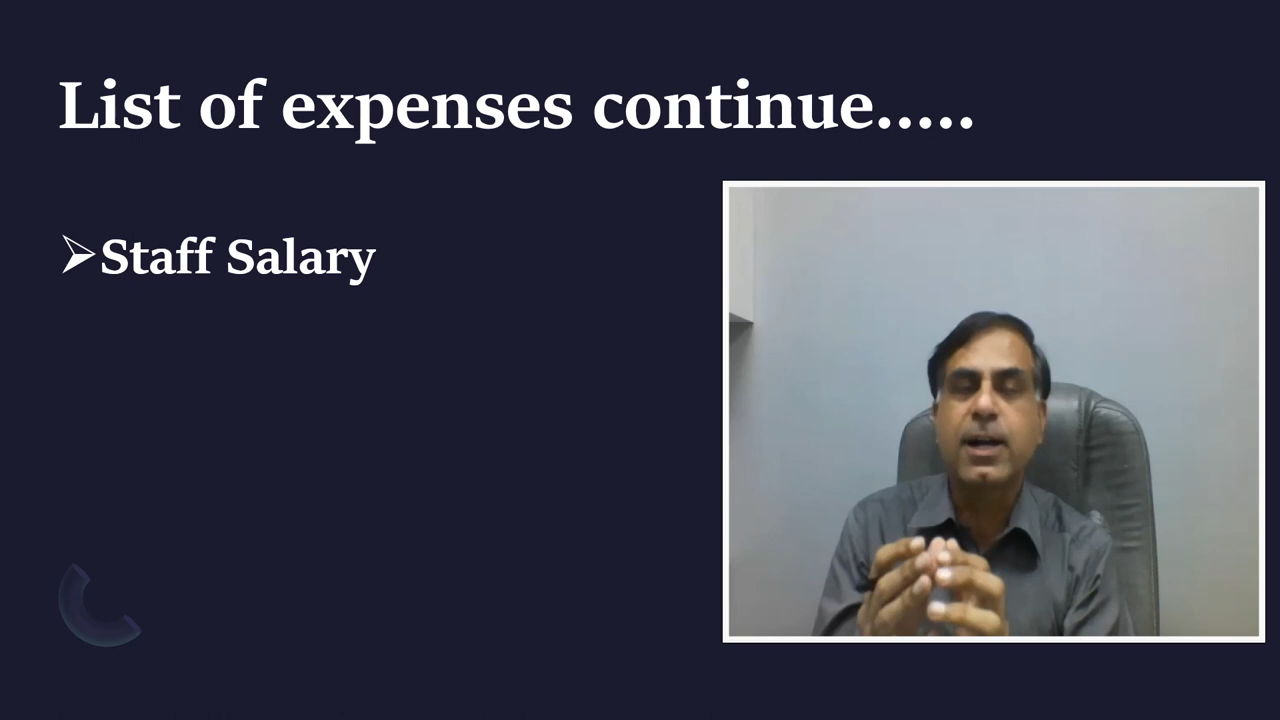 List of expenses continue.....
➢Staff Salary